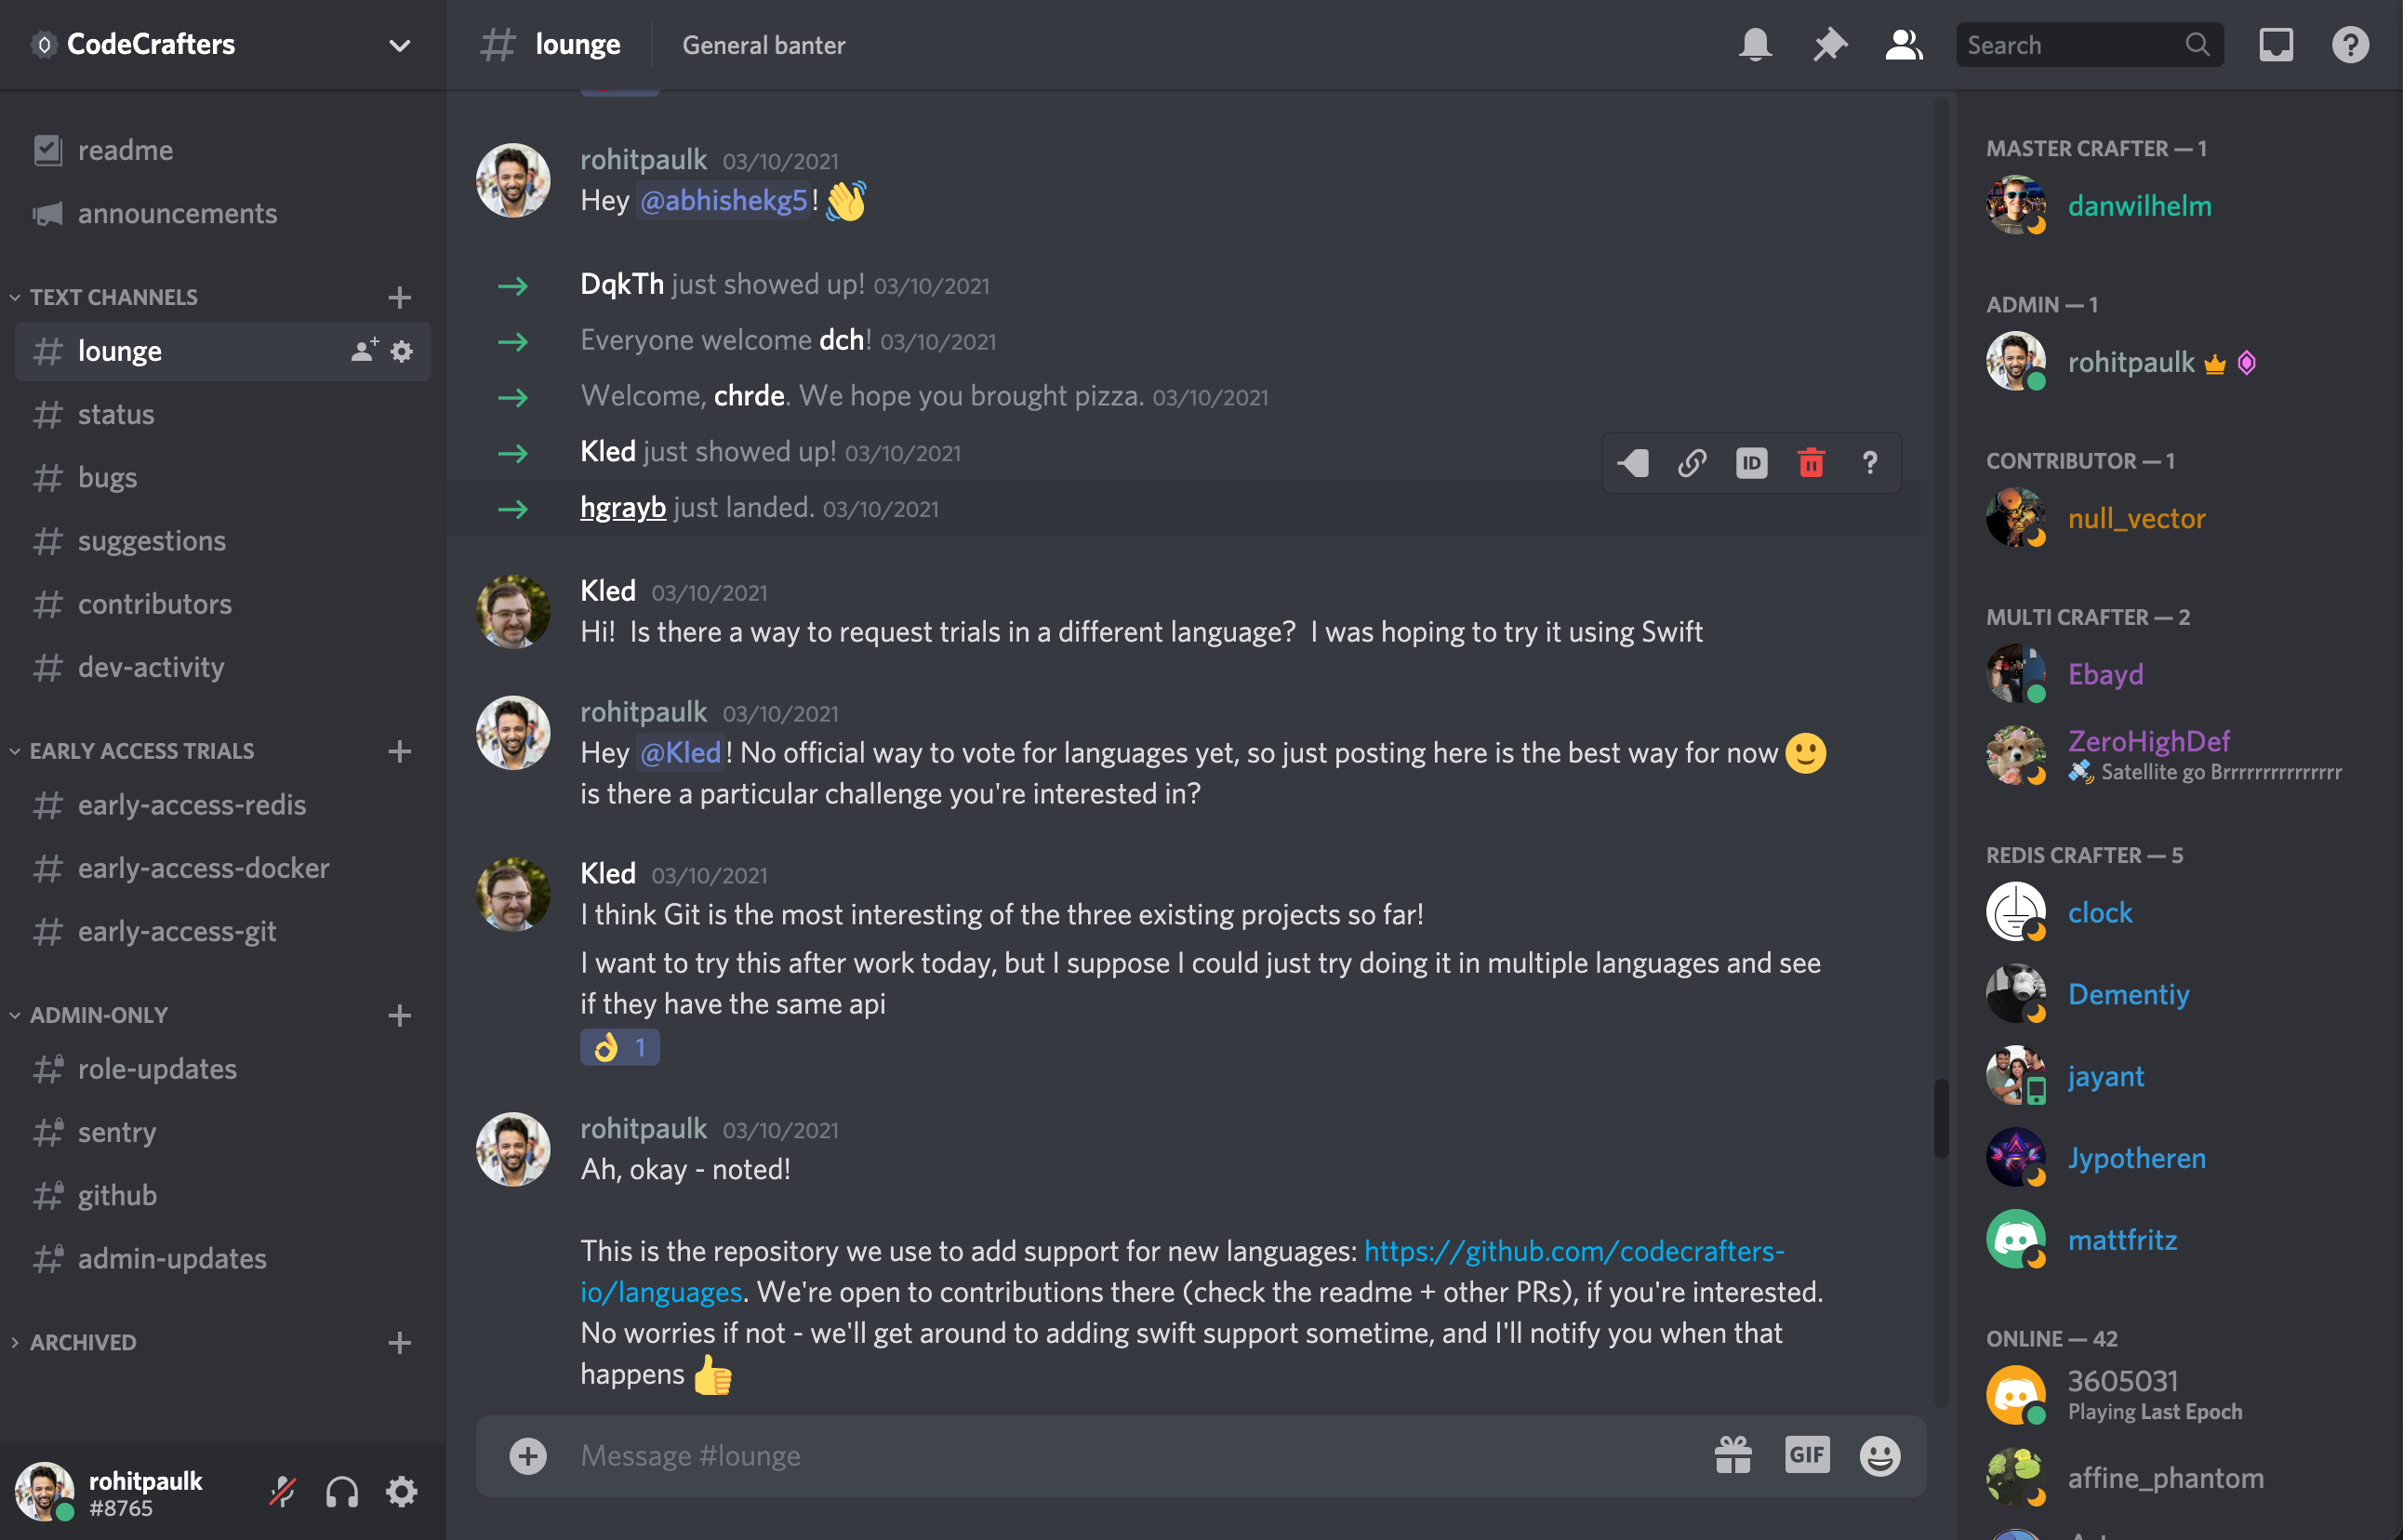 CodeCrafters
readme
announcements
TEXT CHANNELS
lounge
status
bugs
suggestions
contributors
dev-activity
EARLY ACCESS TRIALS
early-access-redis
early-access-docker
early-access-git
ADMIN-ONLY
role-updates
sentry
github
admin-updates
ARCHIVED
rohitpaulk
#8765
lounge
General banter
Search
rohitpaulk 03/10/2021
Hey @abhishekg5! 👋
DqkTh just showed up! 03/10/2021
Everyone welcome dch! 03/10/2021
Welcome, chrde. We hope you brought pizza. 03/10/2021
Kled just showed up! 03/10/2021
ID
?
hgrayb just landed. 03/10/2021
Kled 03/10/2021
Hi! Is there a way to request trials in a different language? I was hoping to try it using Swift
rohitpaulk 03/10/2021
Hey @Kled! No official way to vote for languages yet, so just posting here is the best way for now 🙂
is there a particular challenge you're interested in?
Kled 03/10/2021
I think Git is the most interesting of the three existing projects so far!
I want to try this after work today, but I suppose I could just try doing it in multiple languages and see
if they have the same api
👌 1
rohitpaulk 03/10/2021
Ah, okay - noted!
This is the repository we use to add support for new languages: https://github.com/codecrafters-
io/languages. We're open to contributions there (check the readme + other PRs), if you're interested.
No worries if not - we'll get around to adding swift support sometime, and I'll notify you when that
happens 👍
Message #lounge
GIF
MASTER CRAFTER — 1
danwilhelm
ADMIN — 1
rohitpaulk
CONTRIBUTOR — 1
null_vector
MULTI CRAFTER — 2
Ebayd
ZeroHighDef
🛰️ Satellite go Brrrrrrrrrrrrrr
REDIS CRAFTER — 5
clock
Dementiy
jayant
Jypotheren
mattfritz
ONLINE — 42
3605031
Playing Last Epoch
affine_phantom